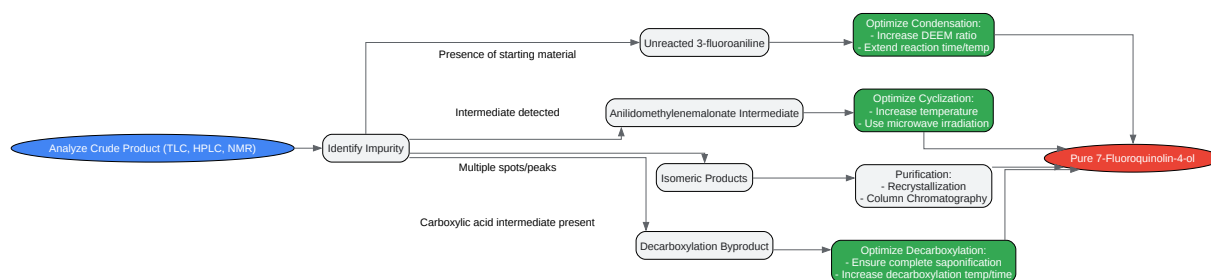 Optimize Condensation:
- Increase DEEM ratio
- Extend reaction time/temp
Unreacted 3-fluoroaniline
Presence of starting material
Optimize Cyclization:
- Increase temperature
- Use microwave irradiation
Intermediate detected
Anilidomethylenemalonate Intermediate
Analyze Crude Product (TLC, HPLC, NMR)
Identify Impurity
Pure 7-Fluoroquinolin-4-ol
Multiple spots/peaks
Isomeric Products
Purification:
- Recrystallization
- Column Chromatography
Carboxylic acid intermediate present
Decarboxylation Byproduct
Optimize Decarboxylation:
- Ensure complete saponification
- Increase decarboxylation temp/time